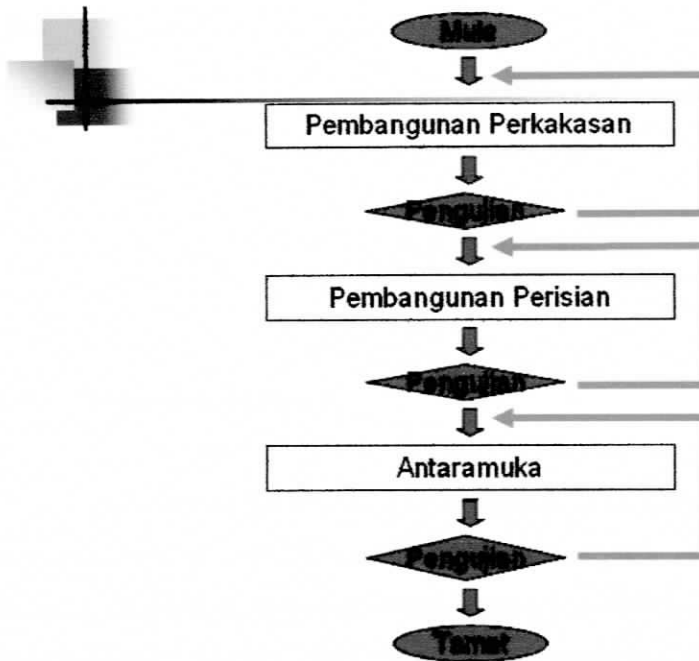 Mula
Pembangunan Perkakasan
Pengujian
Pembangunan Perisian
Pengujian
Antaramuka
Pengujian
Tamat